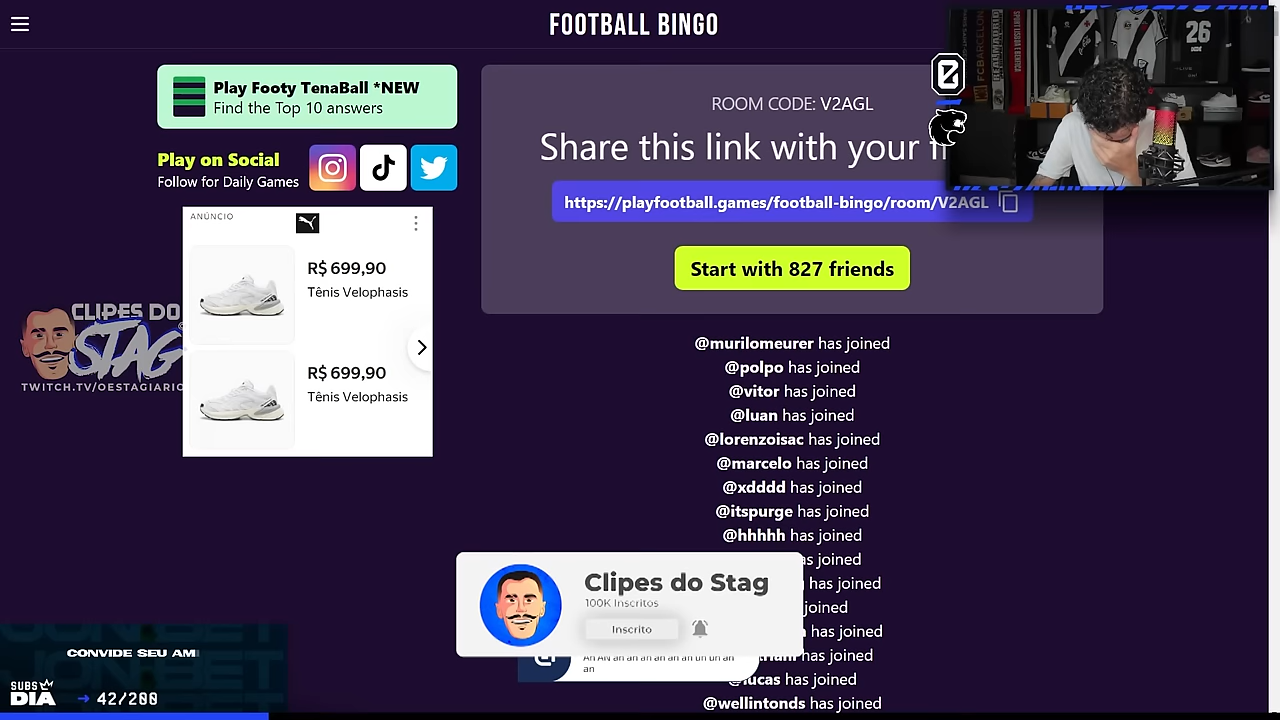 FOOTBALL BINGO
Play Footy TenaBall *NEW
Find the Top 10 answers
Play on Social
Follow for Daily Games
ANÚNCIO
R$ 699,90
Tênis Velophasis
R$ 699,90
Tênis Velophasis
CLIPES DO
STAG
TWITCH.TV/OESTAGIARIO
ROOM CODE: V2AGL
Share this link with your
https://playfootball.games/football-bingo/room/V2AGL
Start with 827 friends
26
@murilomeurer has joined
@polpo has joined
@vitor has joined
@luan has joined
@lorenzoisac has joined
@marcelo has joined
@xdddd has joined
@itspurge has joined
@hhhhh has joined
as joined
has joined
joined
has joined
has joined
lucas has joined
@wellintonds has joined
Clipes do Stag
100K Inscritos
Inscrito
CONVIDE SEU AMI
SUBS
DIA → 42/200